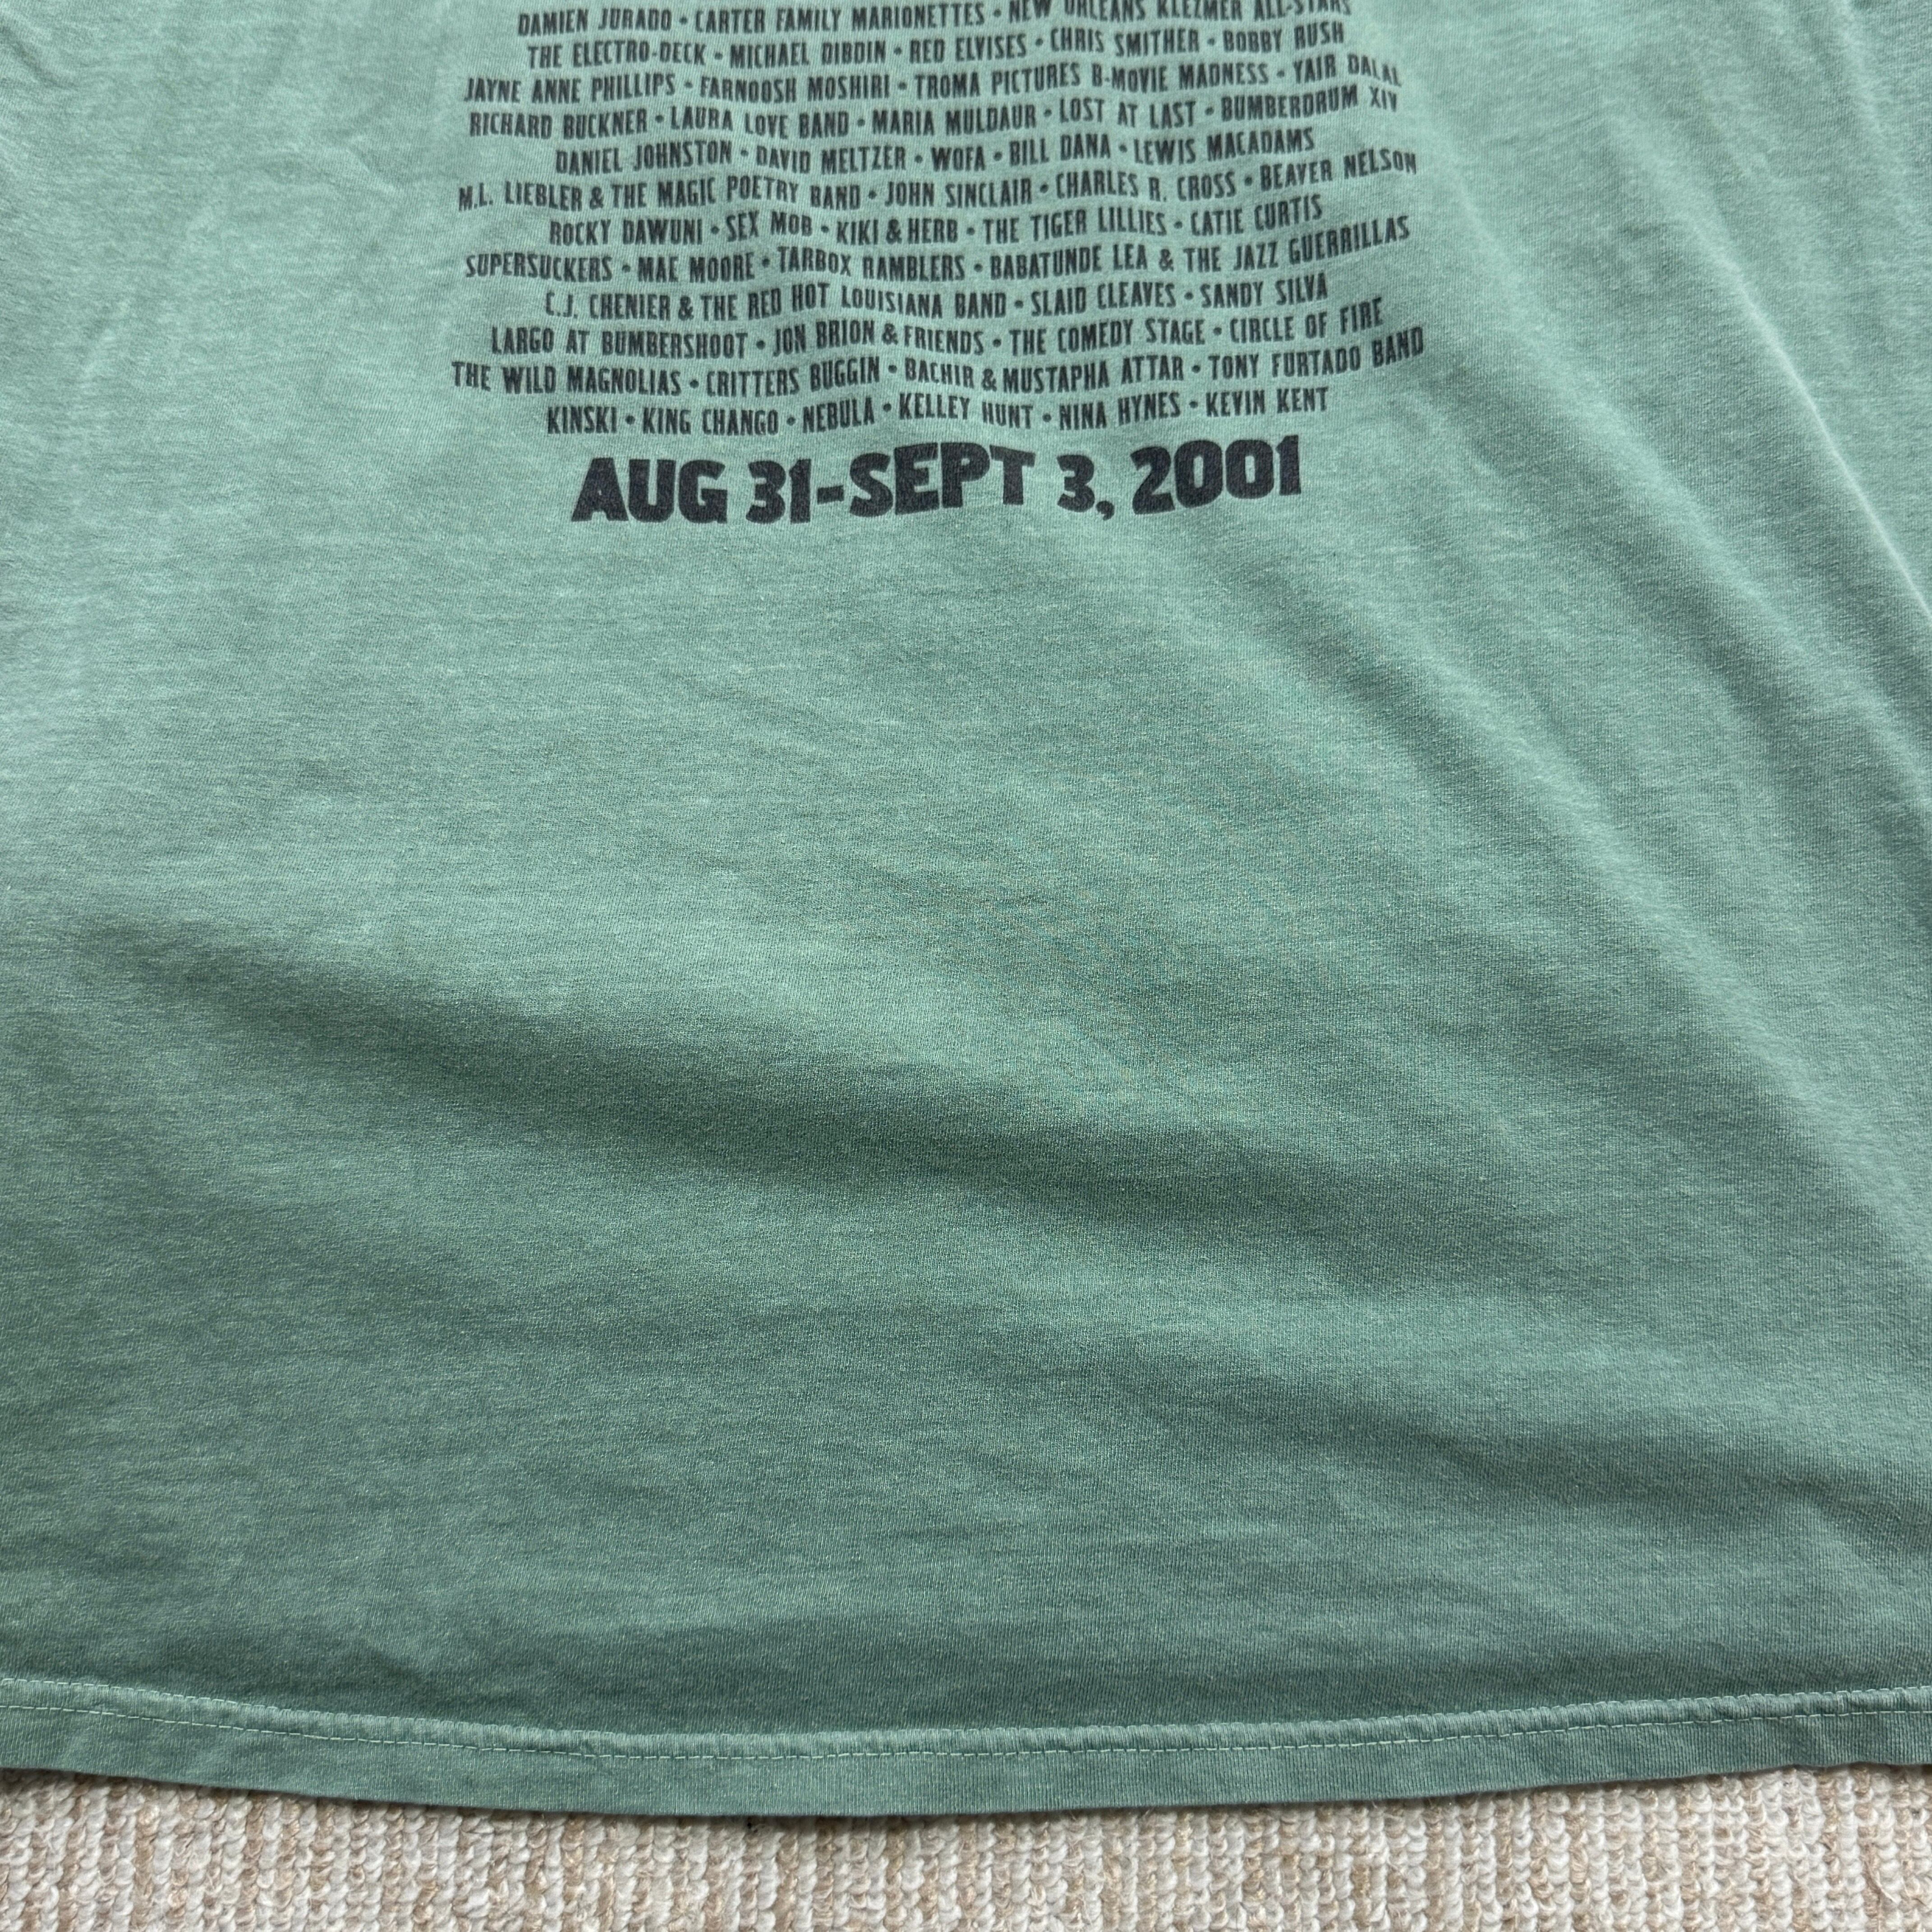 DAMIEN JURADO • CARTER FAMILY MARIONETTES • NEW ORLEANS KLEZMER ALL-STARS
THE ELECTRO-DECK • MICHAEL DIBDIN • RED ELVISES • CHRIS SMITHER • BOBBY RUSH
JAYNE ANNE PHILLIPS • FARNOOSH MOSHIRI • TROMA PICTURES B-MOVIE MADNESS • YAIR DALAL
RICHARD BUCKNER • LAURA LOVE BAND • MARIA MULDAUR • LOST AT LAST • BUMBERDRUM XIV
DANIEL JOHNSTON • DAVID MELTZER • WOFA • BILL DANA • LEWIS MACADAMS
M.L. LIEBLER & THE MAGIC POETRY BAND • JOHN SINCLAIR • CHARLES R. CROSS • BEAVER NELSON
ROCKY DAWUNI • SEX MOB • KIKI & HERB • THE TIGER LILLIES • CATIE CURTIS
SUPERSUCKERS • MAE MOORE • TARBOX RAMBLERS • BABATUNDE LEA & THE JAZZ GUERRILLAS
C.J. CHENIER & THE RED HOT LOUISIANA BAND • SLAID CLEAVES • SANDY SILVA
LARGO AT BUMBERSHOOT • JON BRION & FRIENDS • THE COMEDY STAGE • CIRCLE OF FIRE
THE WILD MAGNOLIAS • CRITTERS BUGGIN • BACHIR & MUSTAPHA ATTAR • TONY FURTADO BAND
KINSKI • KING CHANGO • NEBULA • KELLEY HUNT • NINA HYNES • KEVIN KENT
AUG 31-SEPT 3, 2001